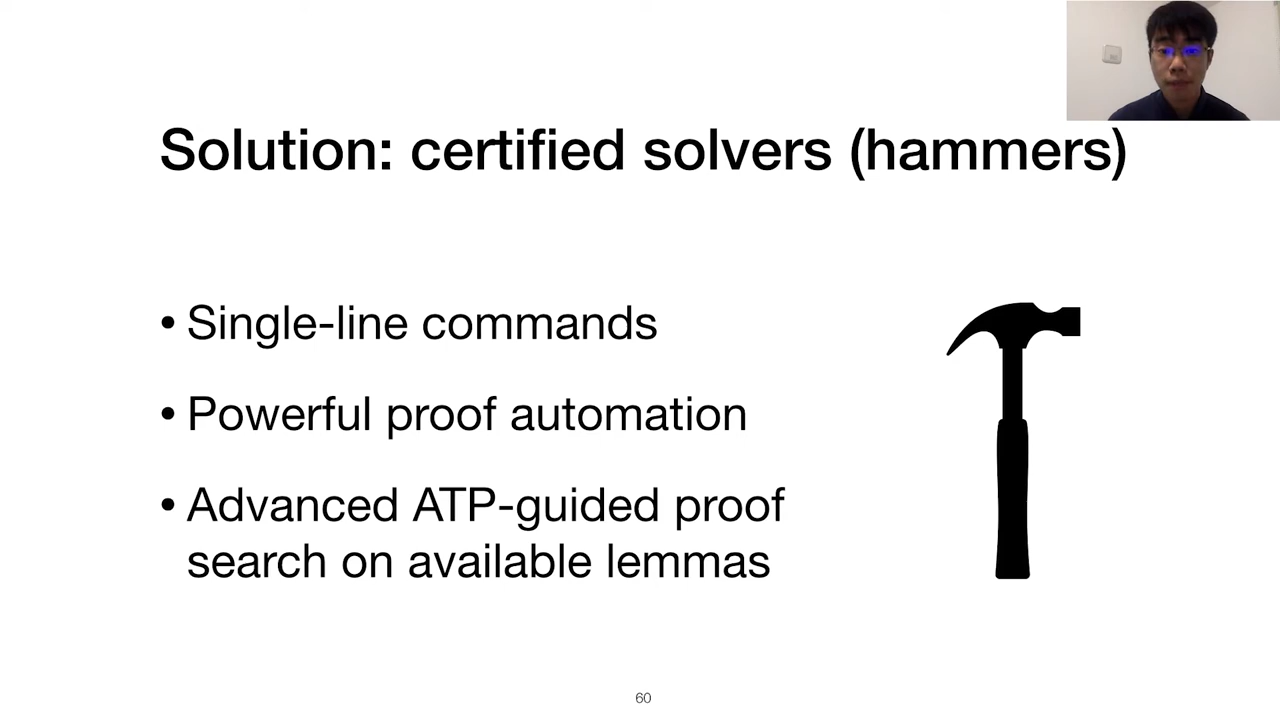 Solution: certified solvers (hammers)
• Single-line commands
• Powerful proof automation
• Advanced ATP-guided proof
search on available lemmas
60